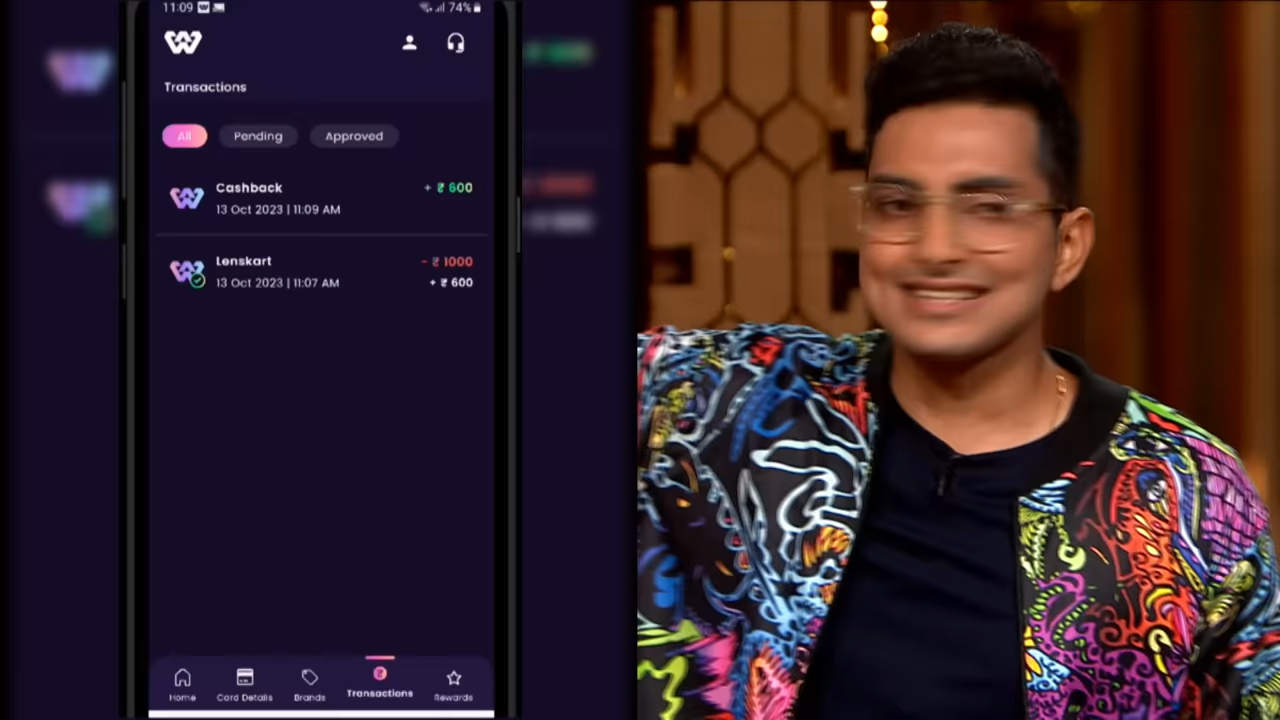 11:09
74%
Transactions
All
Pending
Approved
Cashback
+ ₹ 600
13 Oct 2023 | 11:09 AM
Lenskart
- ₹ 1000
13 Oct 2023 | 11:07 AM
+ ₹ 600
Home
Card Details
Brands
Transactions
Rewards